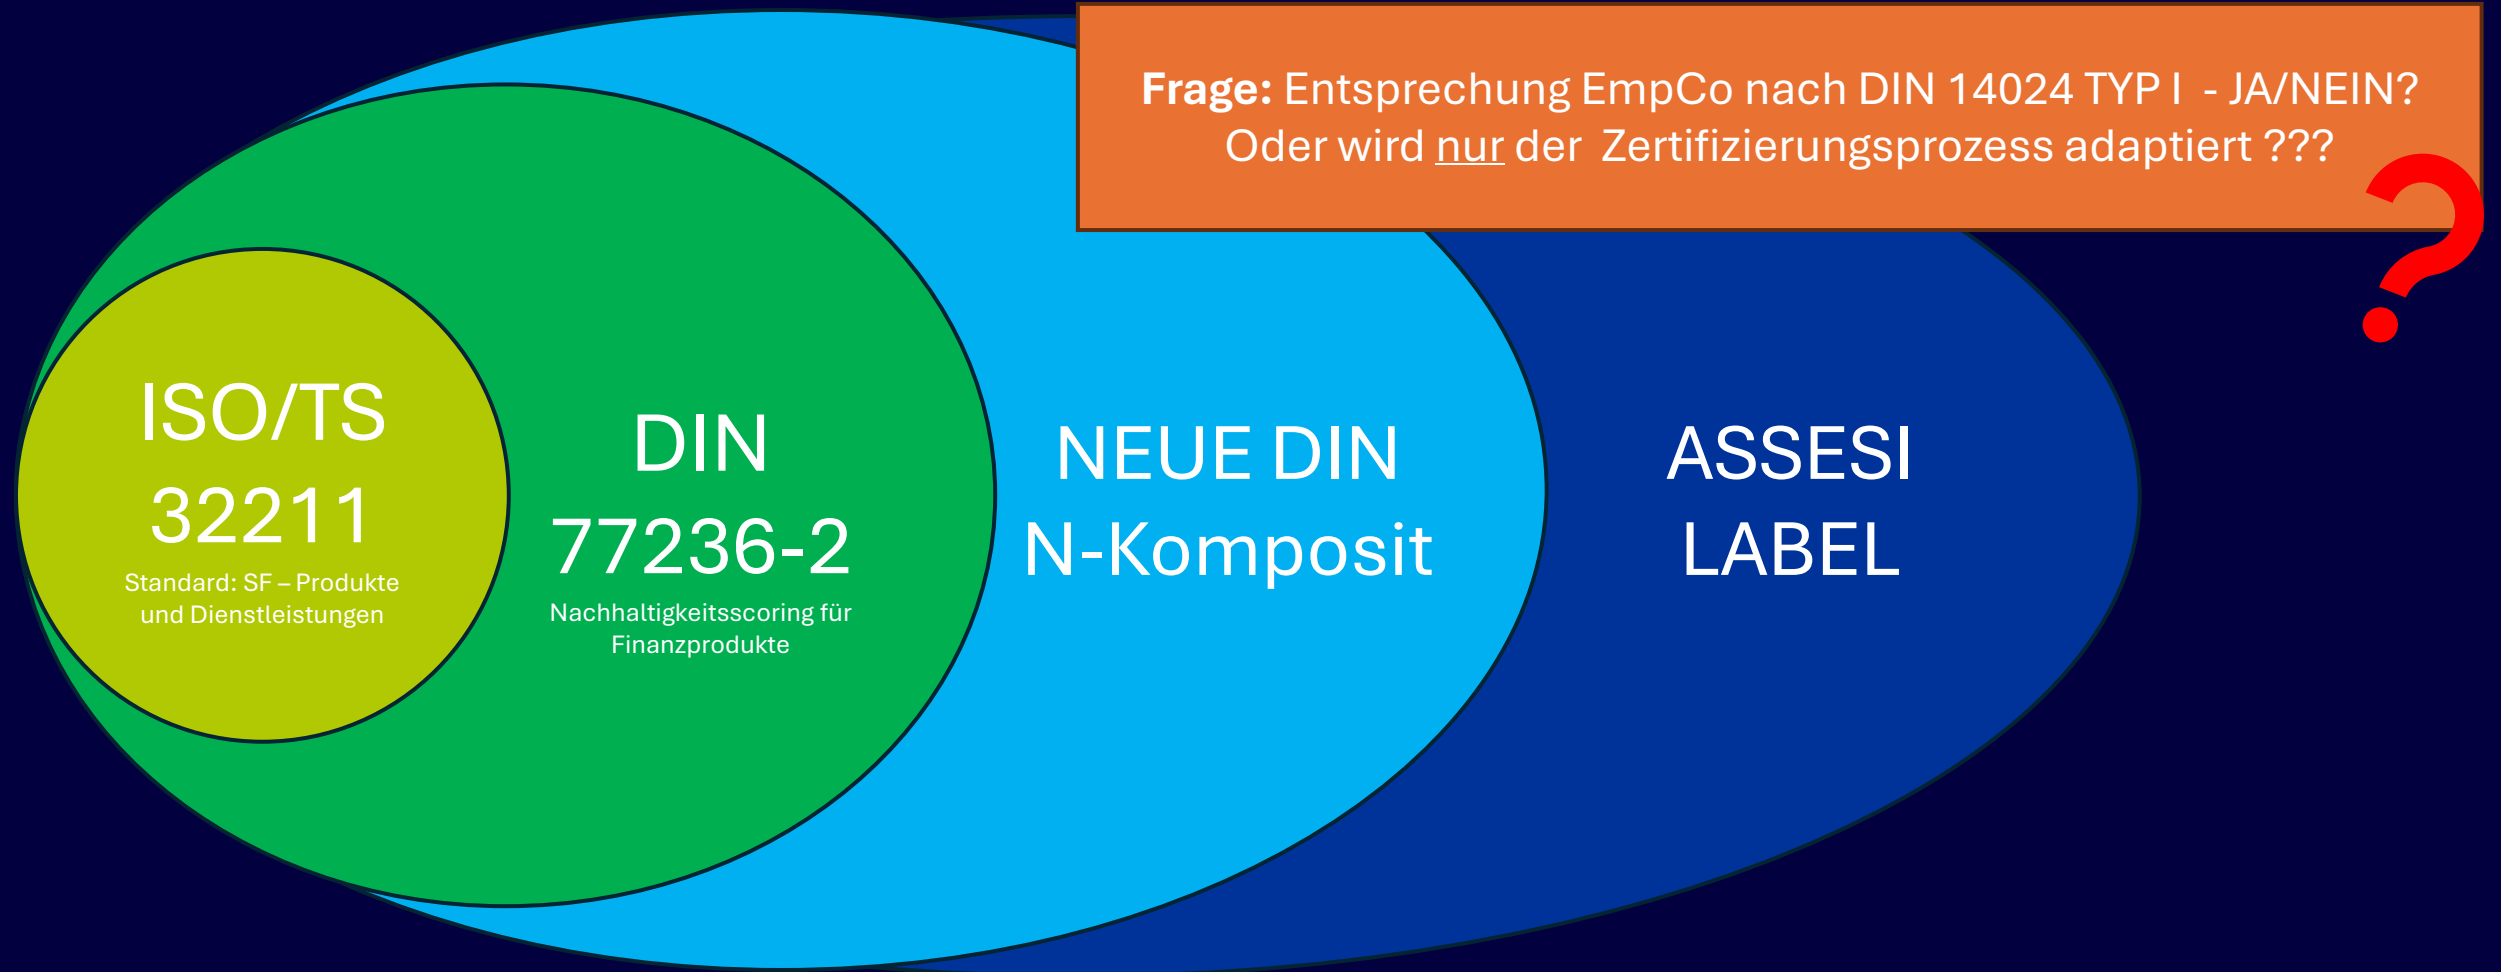 Frage: Entsprechung EmpCo nach DIN 14024 TYP I - JA/NEIN?
Oder wird nur der Zertifizierungsprozess adaptiert ???
?
ISO/TS
32211
Standard: SF – Produkte
und Dienstleistungen
DIN
77236-2
Nachhaltigkeitsscoring für
Finanzprodukte
NEUE DIN
N-Komposit
ASSESI
LABEL